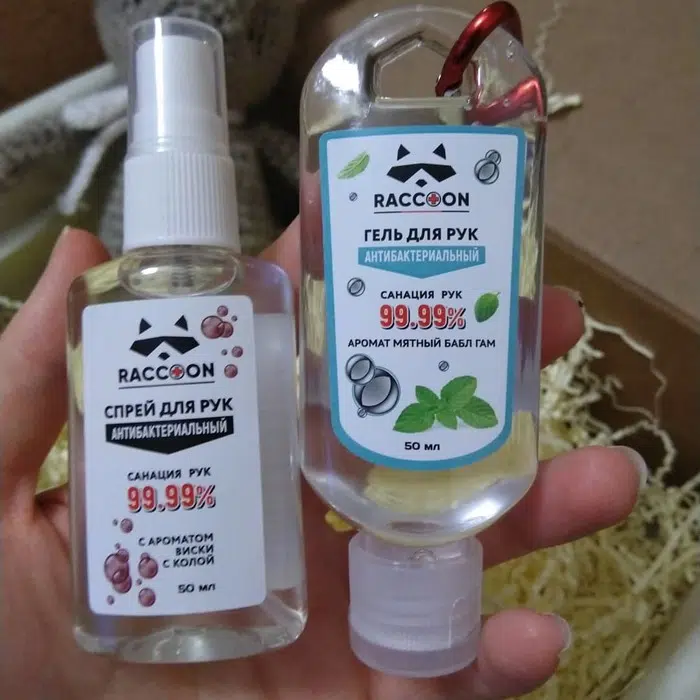 RACCOON
СПРЕЙ ДЛЯ РУК
АНТИБАКТЕРИАЛЬНЫЙ
САНАЦИЯ РУК
99.99%
С АРОМАТОМ
ВИСКИ
С КОЛОЙ
50 мл
RACCOON
ГЕЛЬ ДЛЯ РУК
АНТИБАКТЕРИАЛЬНЫЙ
САНАЦИЯ РУК
99.99%
АРОМАТ МЯТНЫЙ БАБЛ ГАМ
50 мл